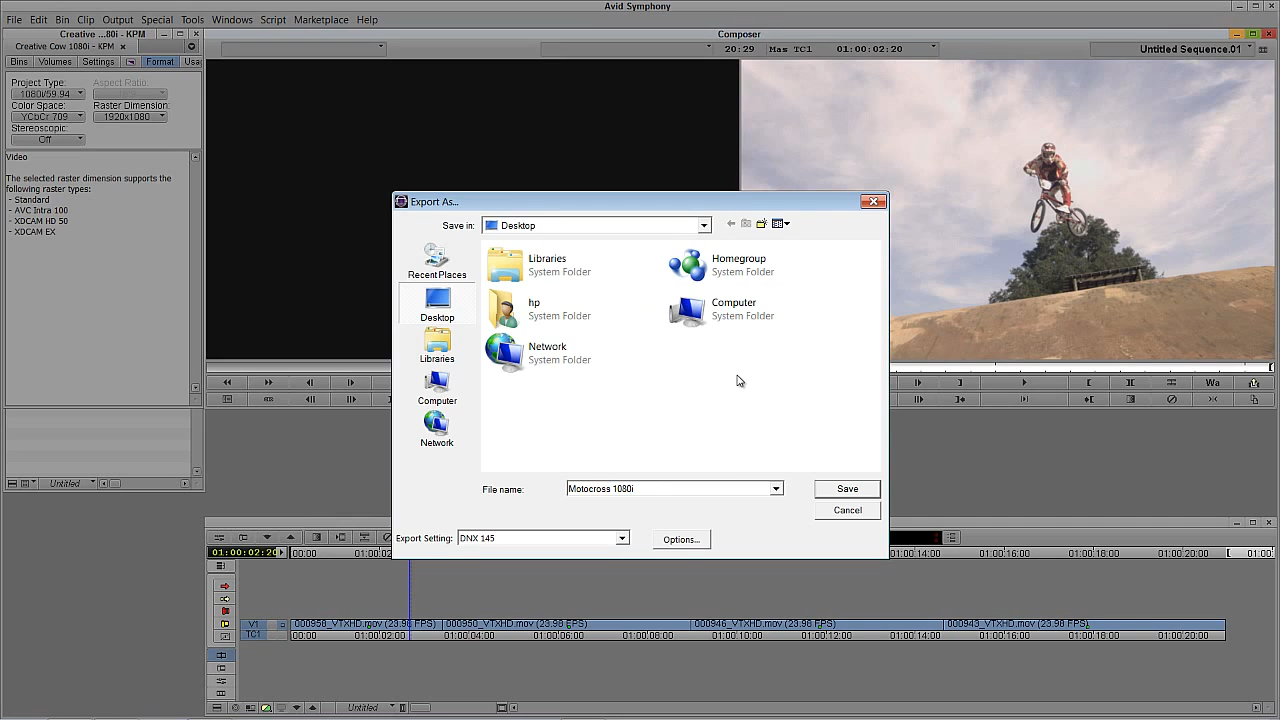 Avid Symphony
File Edit Bin Clip Output Special Tools Windows Script Marketplace Help
Creative ...80i - KPM
Composer
Creative Cow 1080i - KPM
20:29 Mas TC1 01:00:02:20
Untitled Sequence.01
Bins Volumes Settings Format Usa
Project Type:
Aspect Ratio:
1080i/59.94
Color Space:
Raster Dimension:
YCbCr 709
1920x1080
Stereoscopic:
Off
Video
The selected raster dimension supports the
following raster types:
- Standard
- AVC Intra 100
- XDCAM HD 50
- XDCAM EX
Export As...
Save in:
Desktop
Recent Places
Desktop
Libraries
Computer
Network
Libraries
System Folder
Homegroup
System Folder
hp
System Folder
Computer
System Folder
Network
System Folder
File name:
Motocross 1080i
Save
Cancel
Export Setting:
DNX 145
Options...
Wa
Untitled
01:00:02:20
00:00
01:00:14:00
01:00:16:00
01:00:18:00
01:00:20:00
01:00:
V1
000958_VTXHD.mov (23.98 FPS)
000950_VTXHD.mov (23.98 FPS)
000946_VTXHD.mov (23.98 FPS)
000943_VTXHD.mov (23.98 FPS)
TC1
00:00
01:00:02:00
01:00:04:00
01:00:06:00
01:00:08:00
01:00:10:00
01:00:12:00
01:00:14:00
01:00:16:00
01:00:18:00
01:00:20:00
Untitled